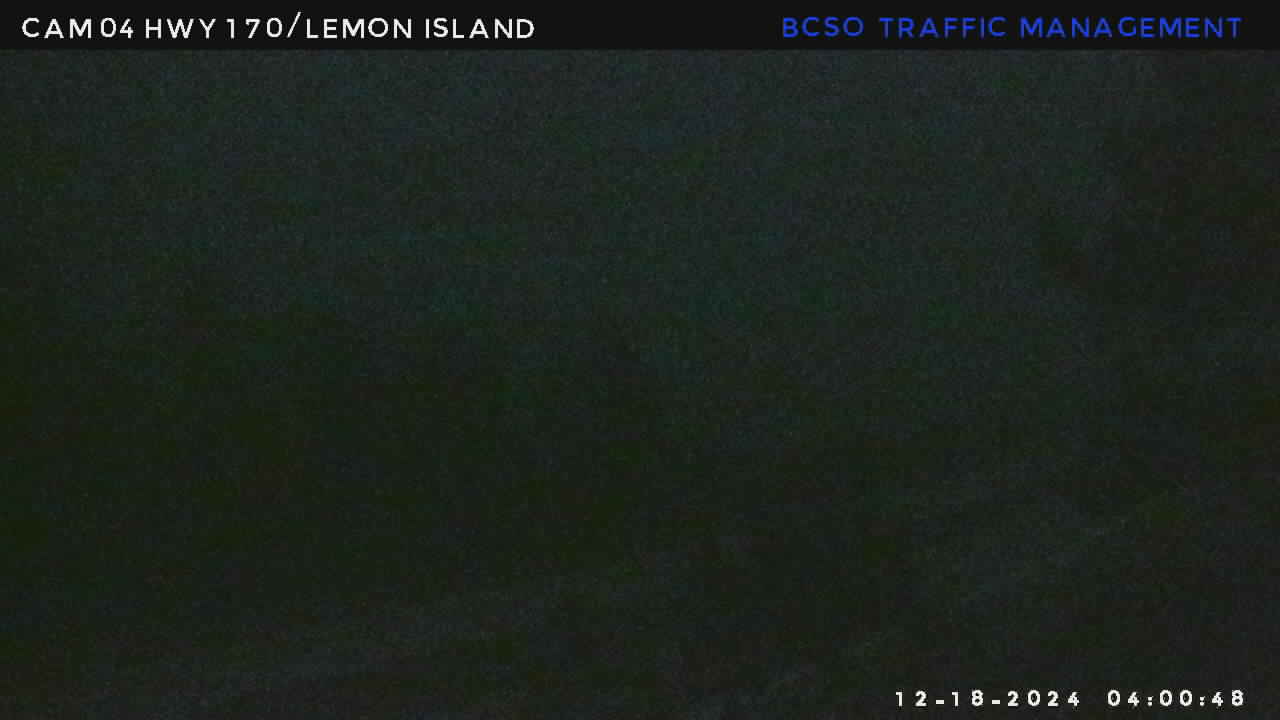 CAM04 HWY 170/LEMON ISLAND
BCSO TRAFFIC MANAGEMENT
12-18-2024 04:00:48